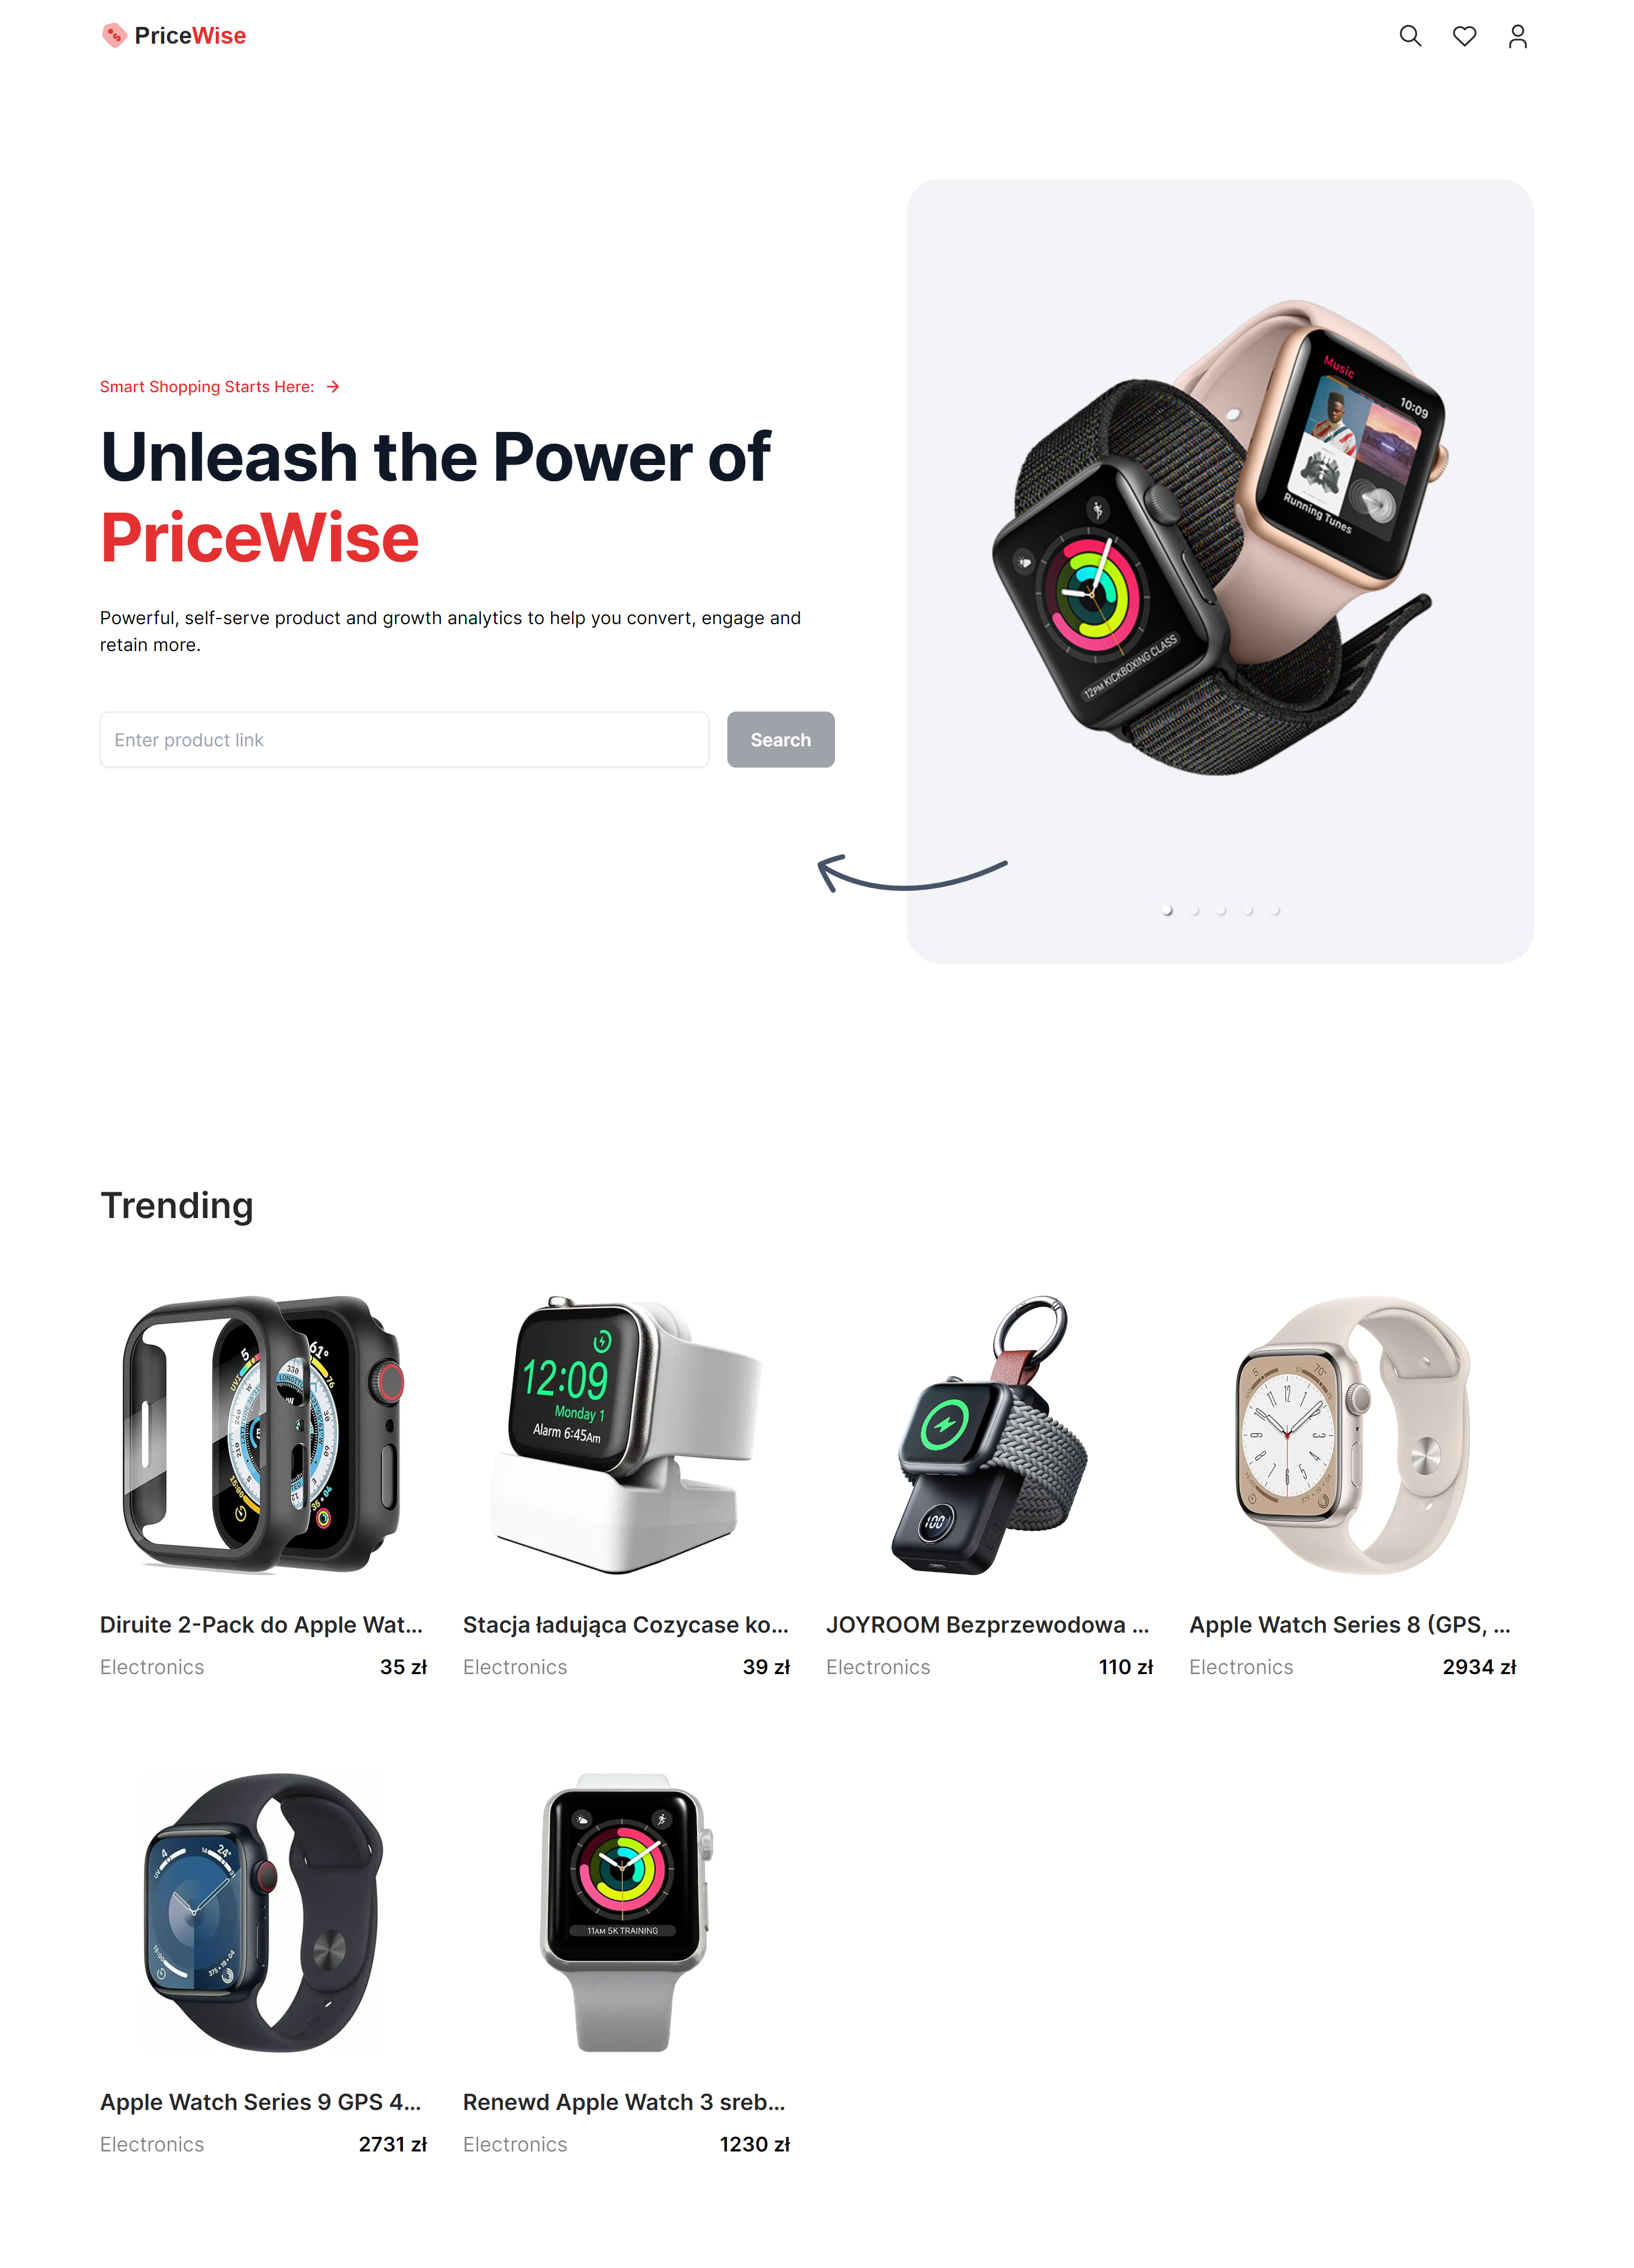 PriceWise
Smart Shopping Starts Here:
Unleash the Power of
PriceWise
Powerful, self-serve product and growth analytics to help you convert, engage and
retain more.
Enter product link
Search
Music
10:09
Running Tunes
12PM KICKBOXING CLASS
Trending
12:09
Monday 1
Alarm 6:45Am
100
Diruite 2-Pack do Apple Wat...
Stacja ładująca Cozycase ko...
JOYROOM Bezprzewodowa ...
Apple Watch Series 8 (GPS, ...
Electronics
35 zł
Electronics
39 zł
Electronics
110 zł
Electronics
2934 zł
11AM 5K TRAINING
Apple Watch Series 9 GPS 4...
Renewd Apple Watch 3 sreb...
Electronics
2731 zł
Electronics
1230 zł